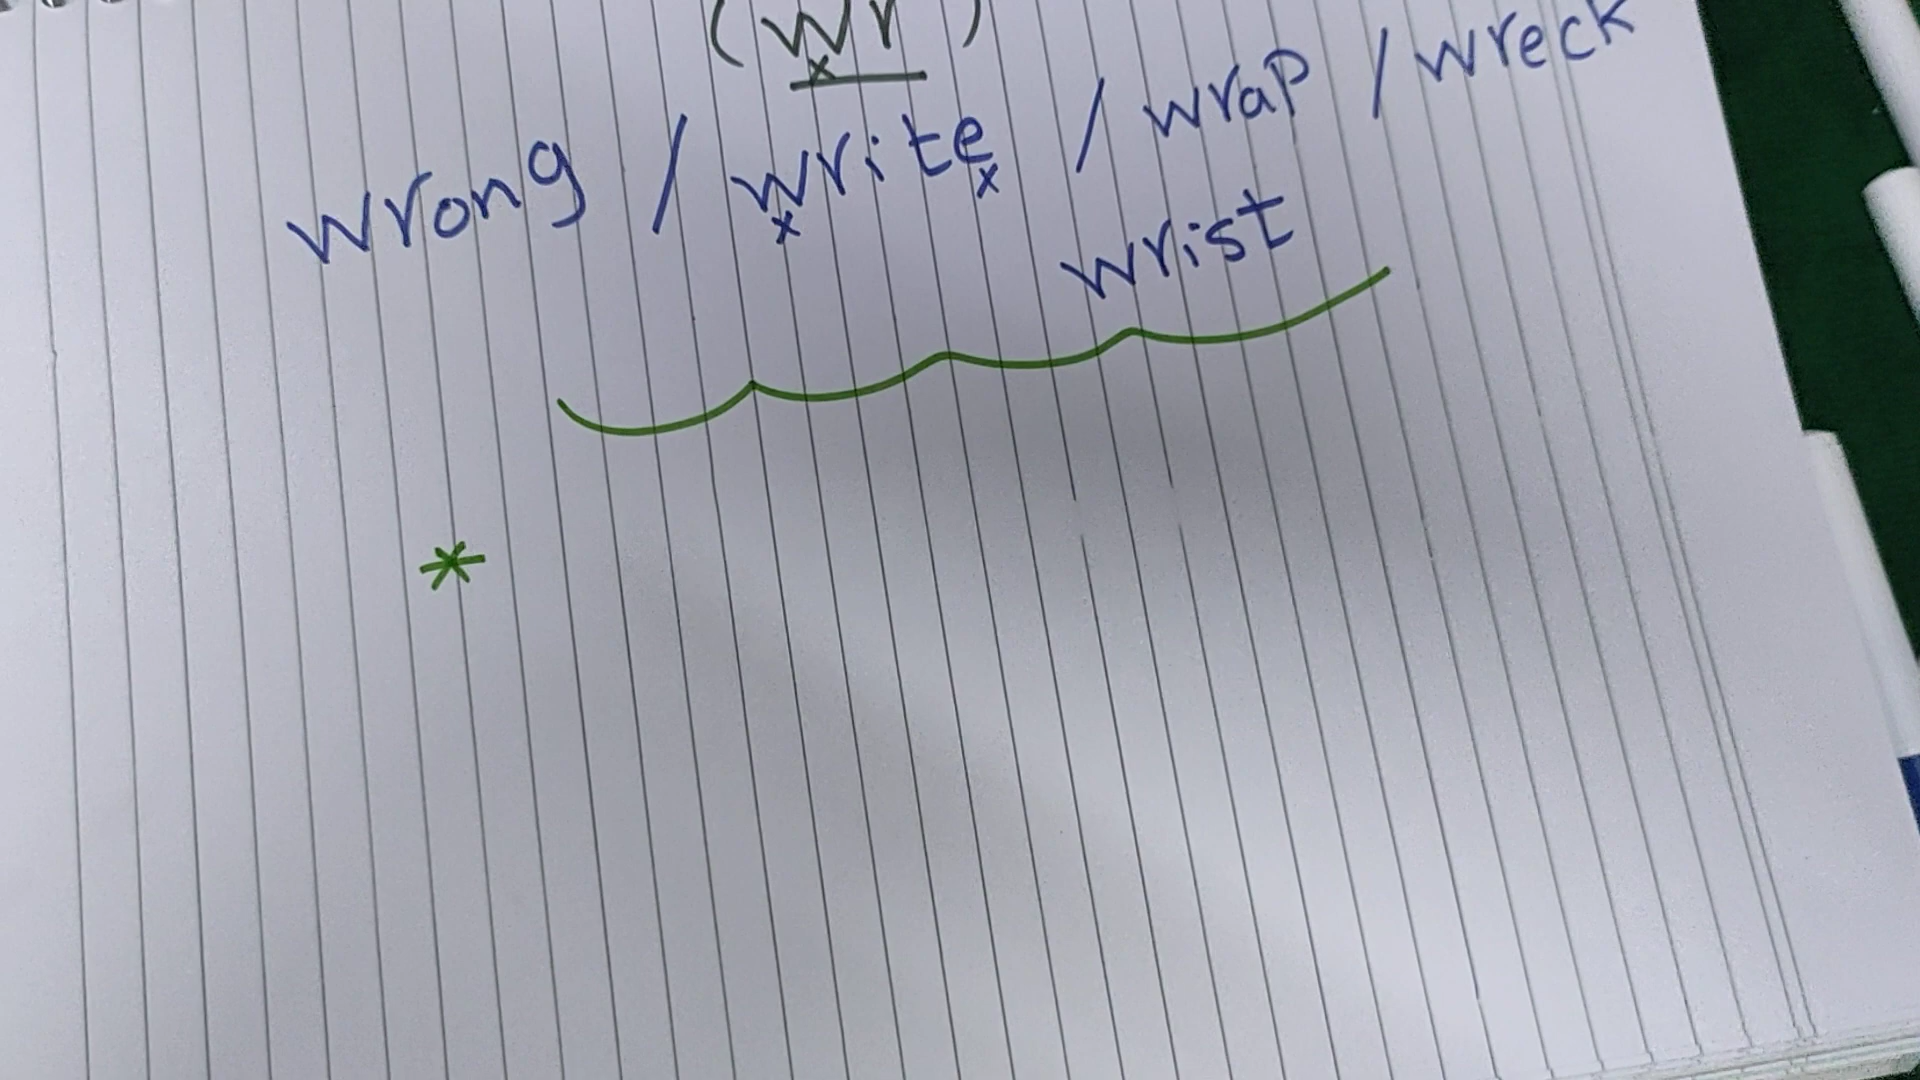 (wr)
wrong / write / wrap / wreck
wrist
*